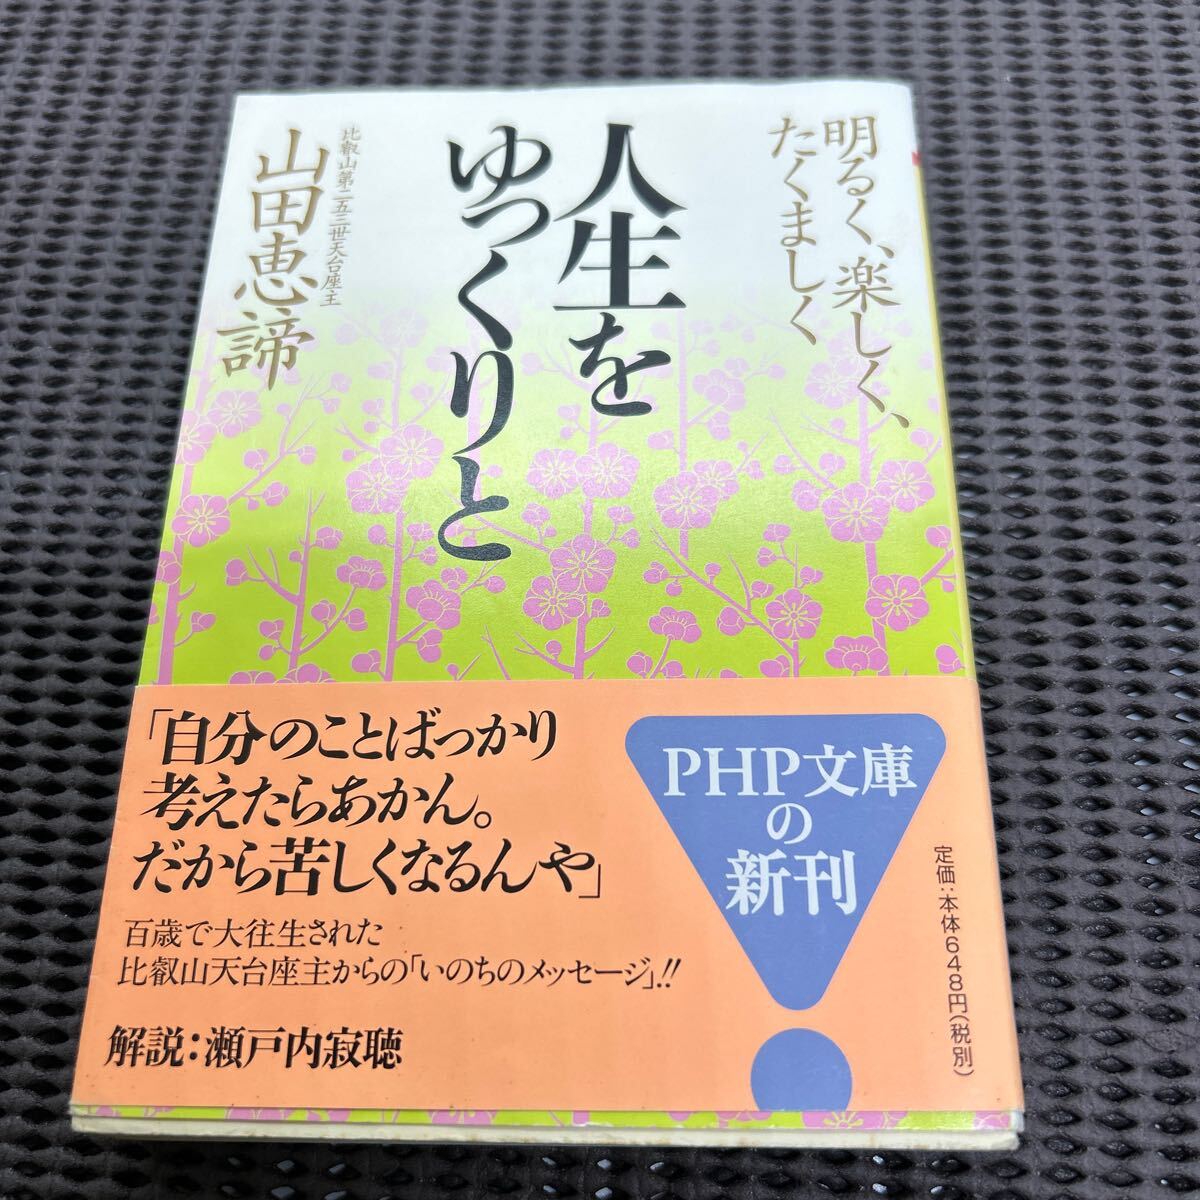 明るく、楽しく、
たくましく
人生を
ゆっくりと
比叡山第二五三世天台座主
山田恵諦
「自分のことばっかり
考えたらあかん。
だから苦しくなるんや」
百歳で大往生された
比叡山天台座主からの「いのちのメッセージ」!!
解説:瀬戸内寂聴
PHP文庫
の
新刊
定価:本体648円(税別)